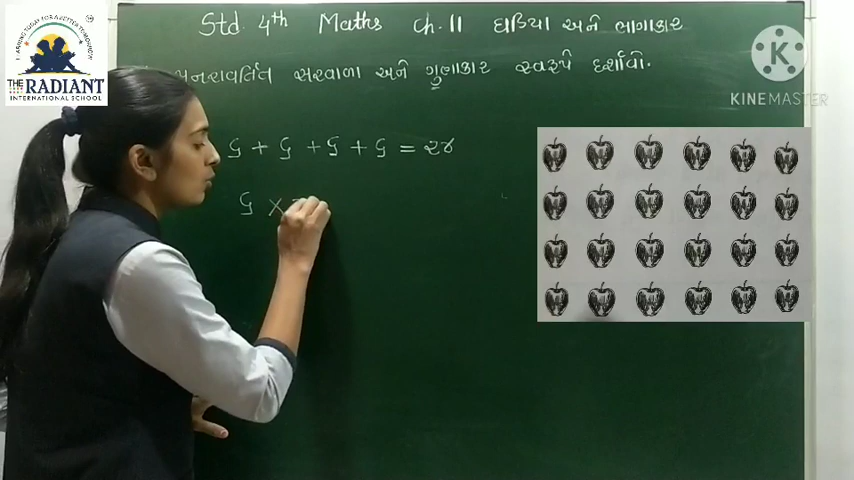 Std. 4th Maths Ch. 11 ઘડિયા અને ભાગાકાર
પુનરાવર્તિત સરવાળા અને ગુણાકાર સ્વરૂપે દર્શાવો.
૬ + ૬ + ૬ + ૬ = ૨૪
૬ ×
LEARNING TODAY FOR A BETTER TOMORROW
THE RADIANT
INTERNATIONAL SCHOOL
KINEMASTER